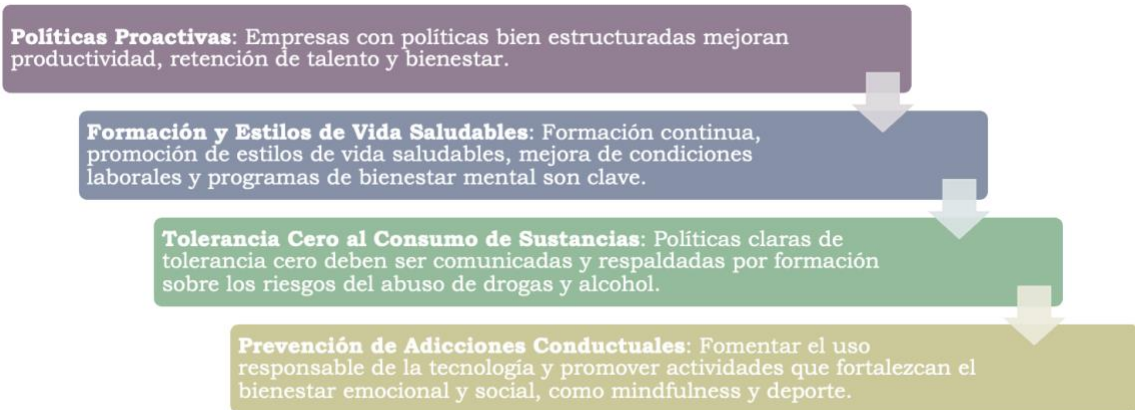 Políticas Proactivas: Empresas con políticas bien estructuradas mejoran
productividad, retención de talento y bienestar.
Formación y Estilos de Vida Saludables: Formación continua,
promoción de estilos de vida saludables, mejora de condiciones
laborales y programas de bienestar mental son clave.
Tolerancia Cero al Consumo de Sustancias: Políticas claras de
tolerancia cero deben ser comunicadas y respaldadas por formación
sobre los riesgos del abuso de drogas y alcohol.
Prevención de Adicciones Conductuales: Fomentar el uso
responsable de la tecnología y promover actividades que fortalezcan el
bienestar emocional y social, como mindfulness y deporte.